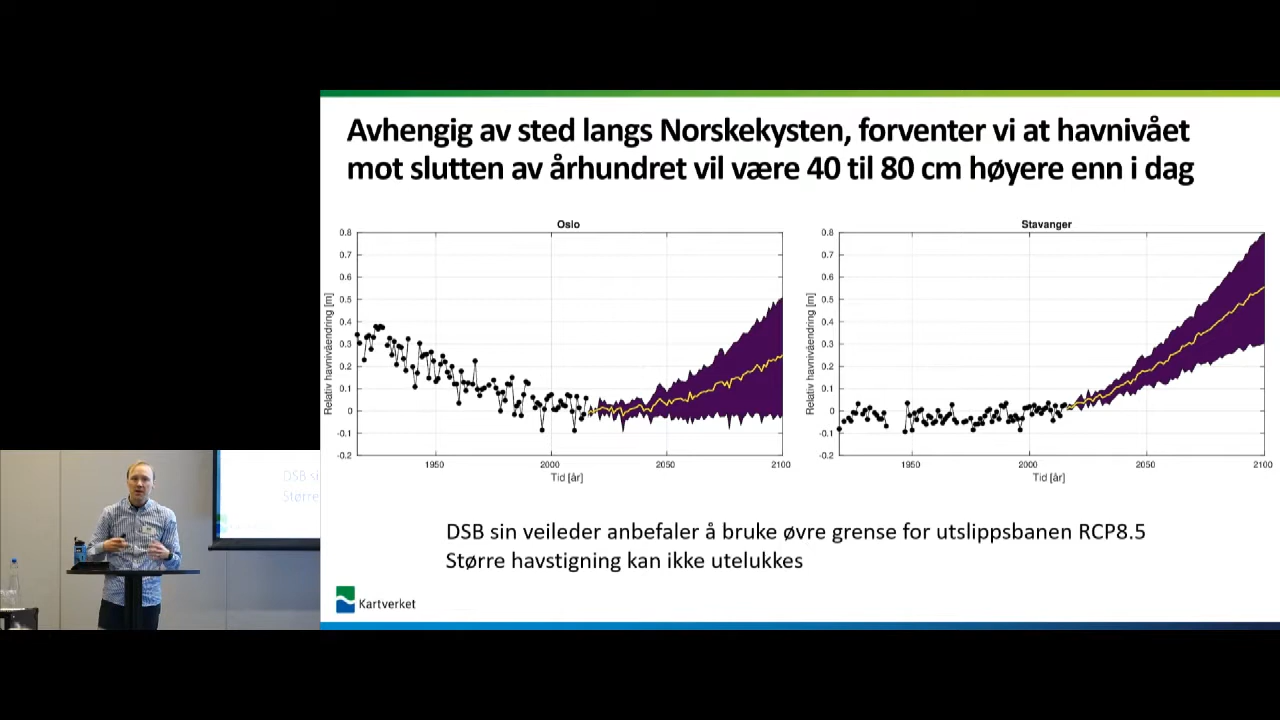 Avhengig av sted langs Norskekysten, forventer vi at havnivået
mot slutten av århundret vil være 40 til 80 cm høyere enn i dag
Oslo
0.8
0.7
0.6
0.5
0.4
0.3
0.2
0.1
0
-0.1
-0.2
Relativ havnivåendring [m]
1950
2000
2050
2100
Tid [år]
Stavanger
0.8
0.7
0.6
0.5
0.4
0.3
0.2
0.1
0
-0.1
-0.2
Relativ havnivåendring [m]
1950
2000
2050
2100
Tid [år]
DSB sin veileder anbefaler å bruke øvre grense for utslippsbanen RCP8.5
Større havstigning kan ikke utelukkes
Kartverket
DSB si
Større